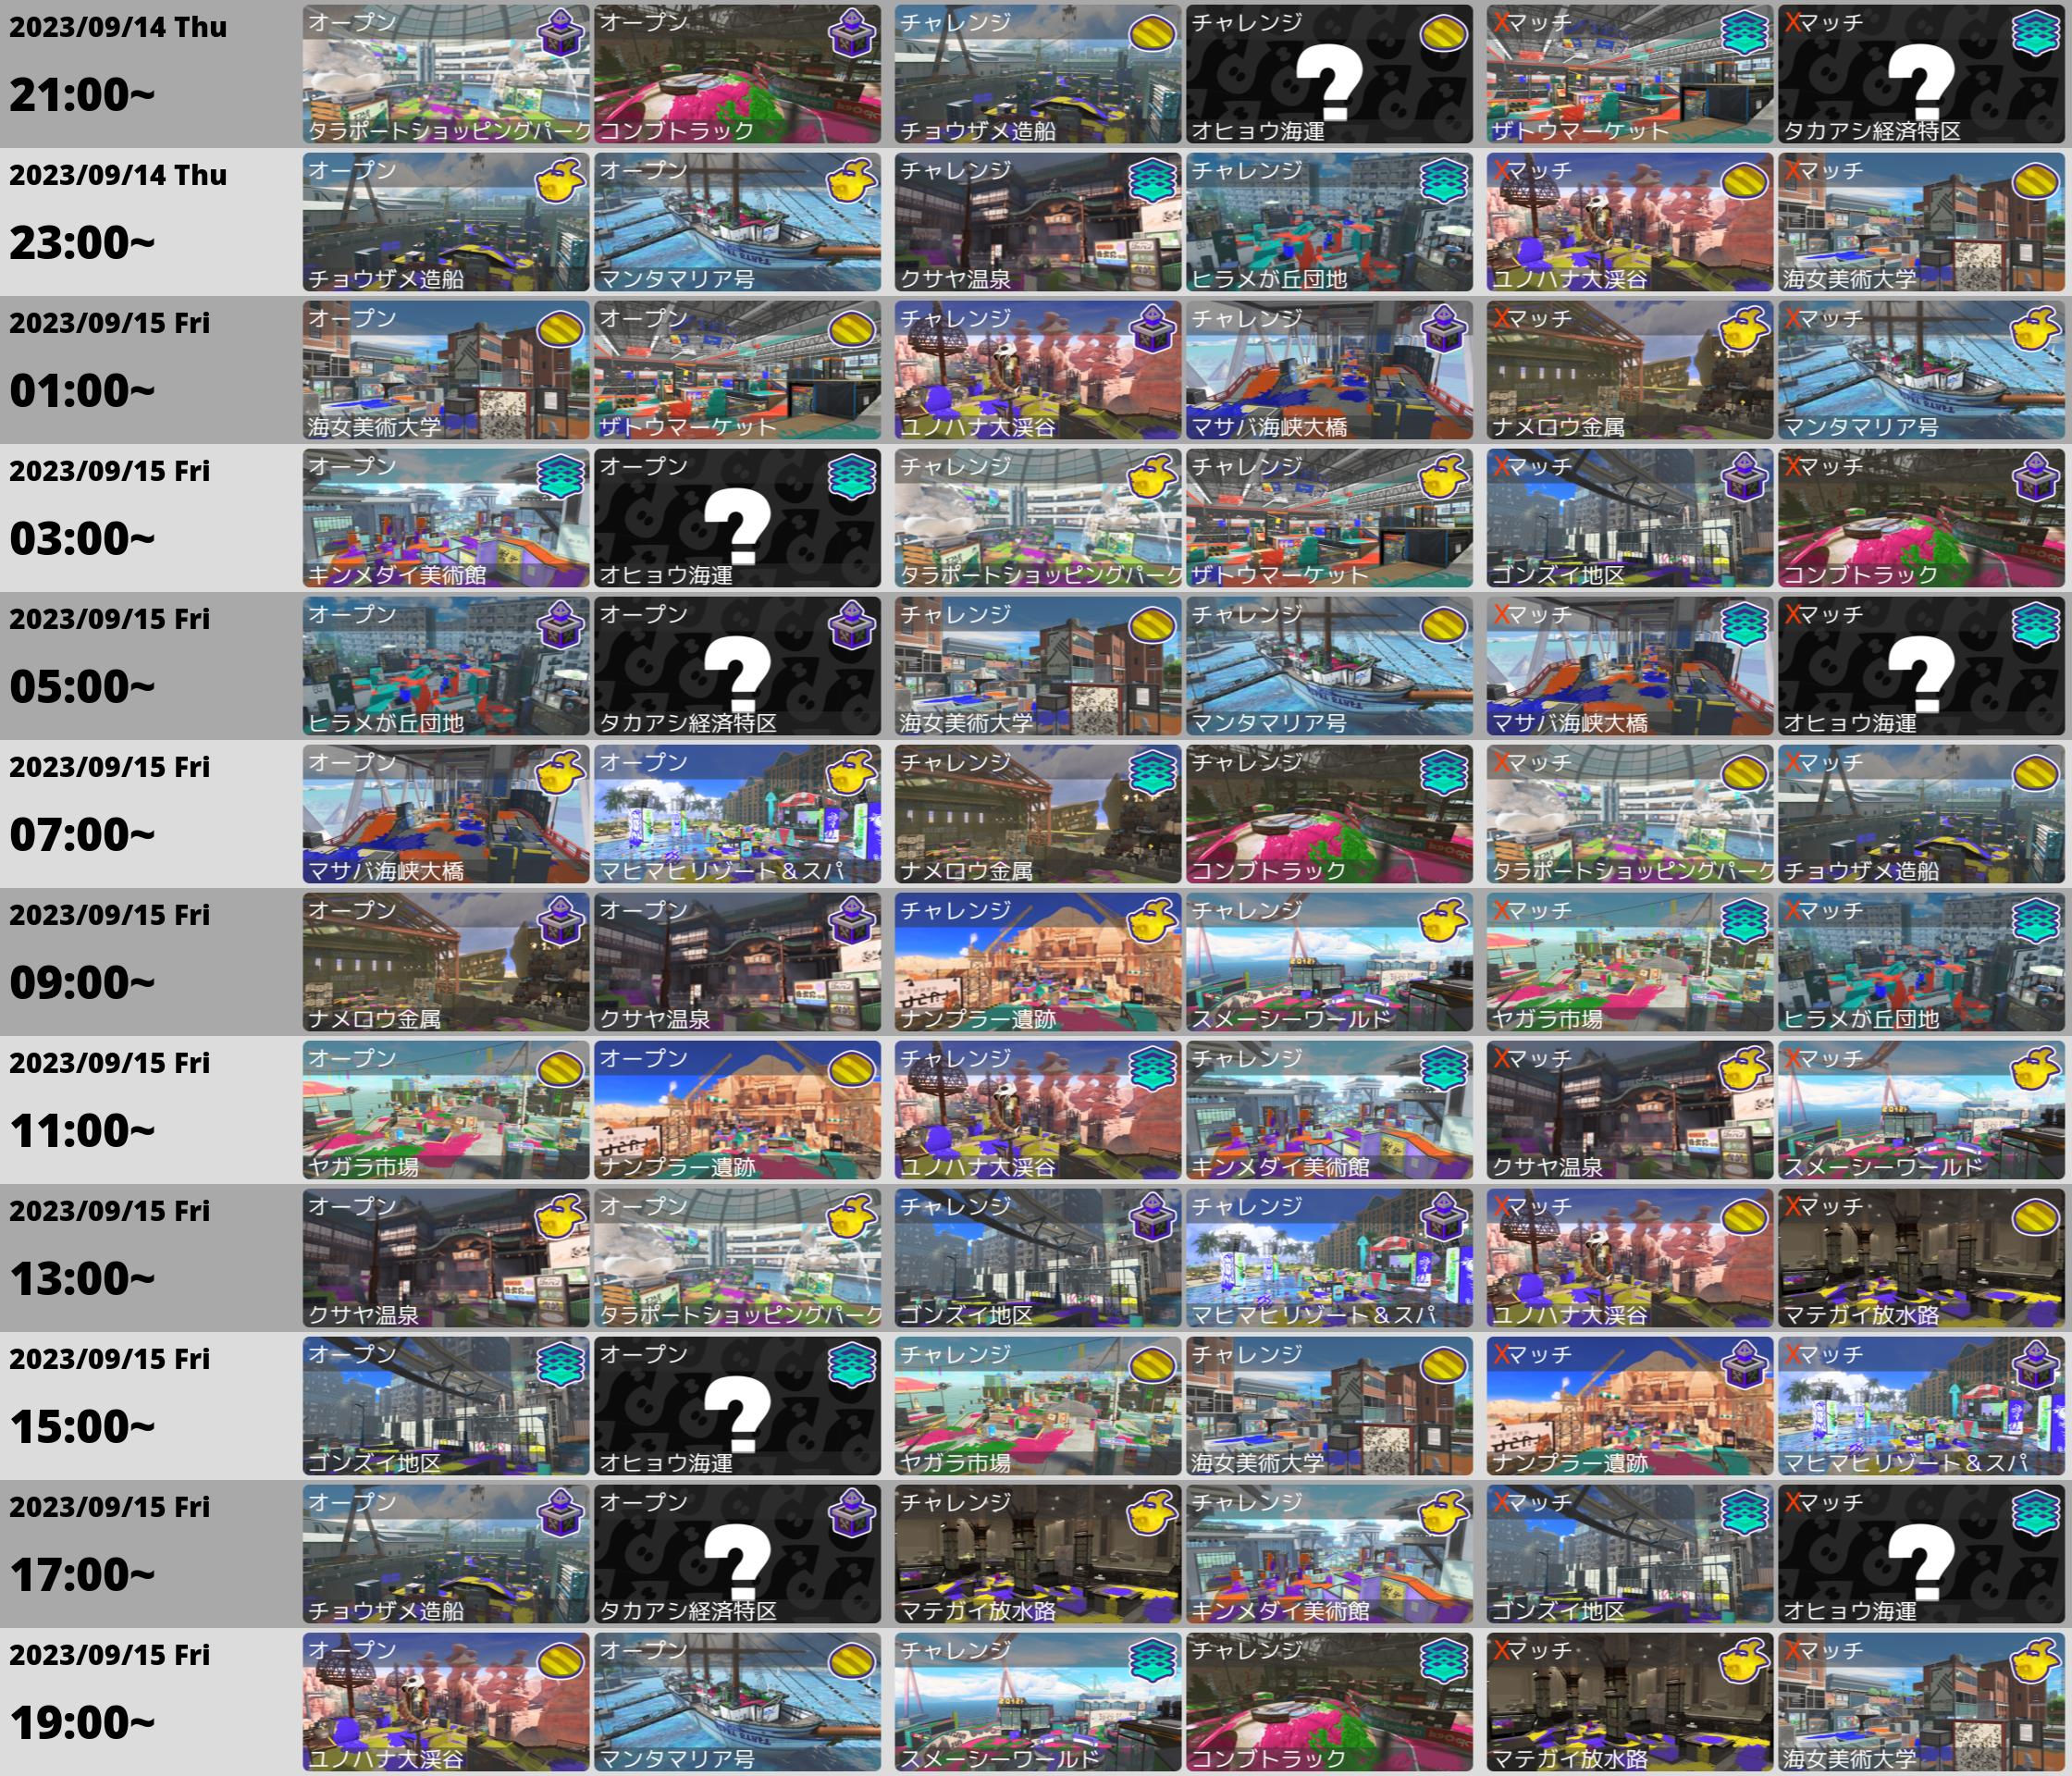 2023/09/14 Thu
21:00~
オープン
タラポートショッピングパーク
オープン
コンブトラック
チャレンジ
チョウザメ造船
チャレンジ
オヒョウ海運
Xマッチ
ザトウマーケット
Xマッチ
タカアシ経済特区
2023/09/14 Thu
23:00~
オープン
チョウザメ造船
オープン
マンタマリア号
チャレンジ
クサヤ温泉
チャレンジ
ヒラメが丘団地
Xマッチ
ユノハナ大渓谷
Xマッチ
海女美術大学
2023/09/15 Fri
01:00~
オープン
海女美術大学
オープン
ザトウマーケット
チャレンジ
ユノハナ大渓谷
チャレンジ
マサバ海峡大橋
Xマッチ
ナメロウ金属
Xマッチ
マンタマリア号
2023/09/15 Fri
03:00~
オープン
キンメダイ美術館
オープン
オヒョウ海運
チャレンジ
タラポートショッピングパーク
チャレンジ
ザトウマーケット
Xマッチ
ゴンズイ地区
Xマッチ
コンブトラック
2023/09/15 Fri
05:00~
オープン
ヒラメが丘団地
オープン
タカアシ経済特区
チャレンジ
海女美術大学
チャレンジ
マンタマリア号
Xマッチ
マサバ海峡大橋
Xマッチ
オヒョウ海運
2023/09/15 Fri
07:00~
オープン
マサバ海峡大橋
オープン
マヒマヒリゾート＆スパ
チャレンジ
ナメロウ金属
チャレンジ
コンブトラック
Xマッチ
タラポートショッピングパーク
Xマッチ
チョウザメ造船
2023/09/15 Fri
09:00~
オープン
ナメロウ金属
オープン
クサヤ温泉
チャレンジ
ナンプラー遺跡
チャレンジ
スメーシーワールド
Xマッチ
ヤガラ市場
Xマッチ
ヒラメが丘団地
2023/09/15 Fri
11:00~
オープン
ヤガラ市場
オープン
ナンプラー遺跡
チャレンジ
ユノハナ大渓谷
チャレンジ
キンメダイ美術館
Xマッチ
クサヤ温泉
Xマッチ
スメーシーワールド
2023/09/15 Fri
13:00~
オープン
クサヤ温泉
オープン
タラポートショッピングパーク
チャレンジ
ゴンズイ地区
チャレンジ
マヒマヒリゾート＆スパ
Xマッチ
ユノハナ大渓谷
Xマッチ
マテガイ放水路
2023/09/15 Fri
15:00~
オープン
ゴンズイ地区
オープン
オヒョウ海運
チャレンジ
ヤガラ市場
チャレンジ
海女美術大学
Xマッチ
ナンプラー遺跡
Xマッチ
マヒマヒリゾート＆スパ
2023/09/15 Fri
17:00~
オープン
チョウザメ造船
オープン
タカアシ経済特区
チャレンジ
マテガイ放水路
チャレンジ
キンメダイ美術館
Xマッチ
ゴンズイ地区
Xマッチ
オヒョウ海運
2023/09/15 Fri
19:00~
オープン
ユノハナ大渓谷
オープン
マンタマリア号
チャレンジ
スメーシーワールド
チャレンジ
コンブトラック
Xマッチ
マテガイ放水路
Xマッチ
海女美術大学